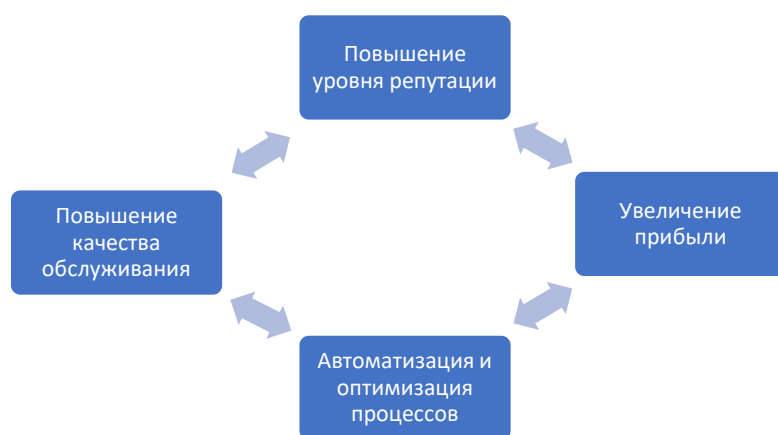 Повышение
уровня репутации
Увеличение
прибыли
Повышение
качества
обслуживания
Автоматизация и
оптимизация
процессов